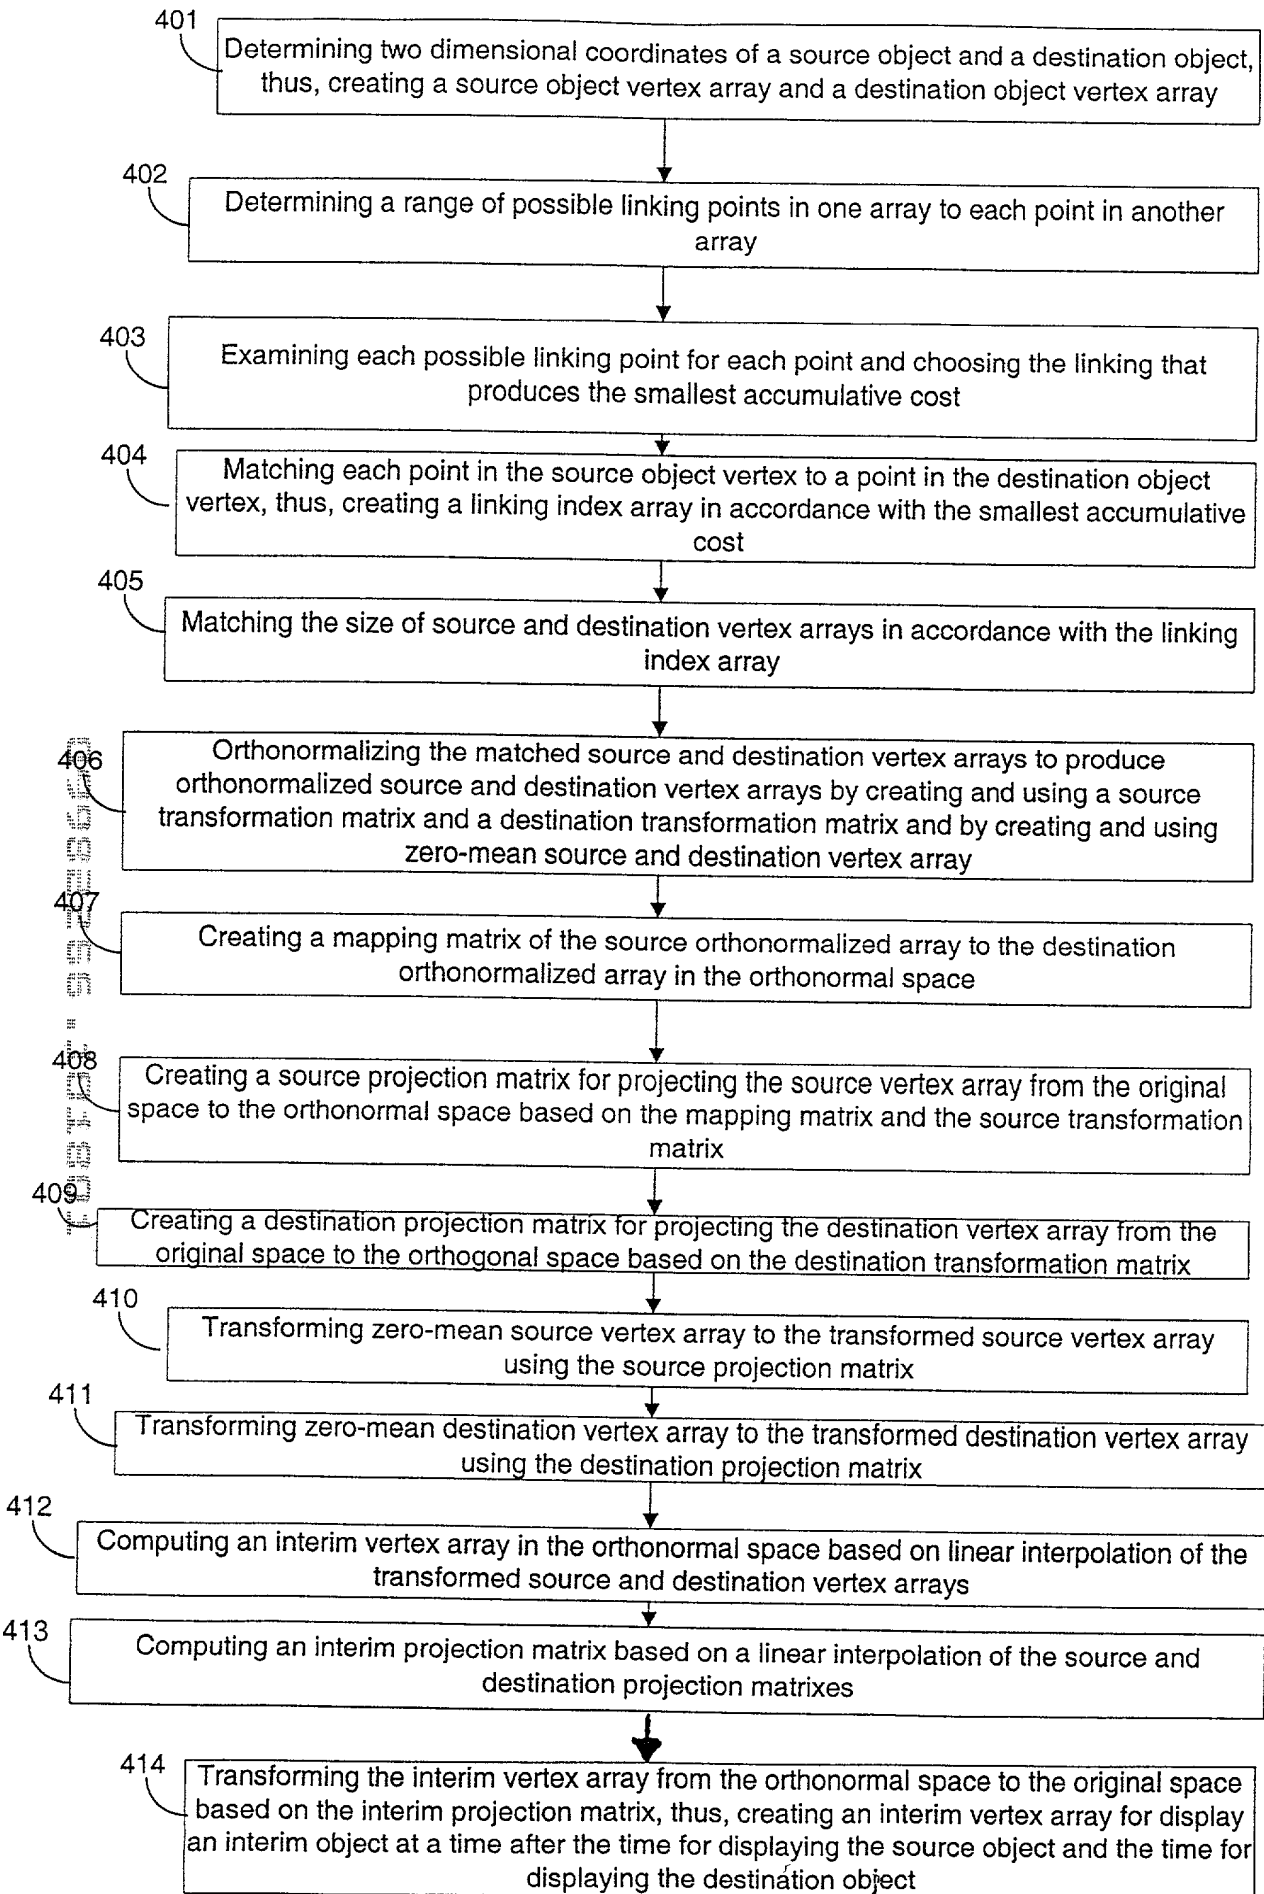 401
Determining two dimensional coordinates of a source object and a destination object,
thus, creating a source object vertex array and a destination object vertex array
402
Determining a range of possible linking points in one array to each point in another
array
403
Examining each possible linking point for each point and choosing the linking that
produces the smallest accumulative cost
404
Matching each point in the source object vertex to a point in the destination object
vertex, thus, creating a linking index array in accordance with the smallest accumulative
cost
405
Matching the size of source and destination vertex arrays in accordance with the linking
index array
406
Orthonormalizing the matched source and destination vertex arrays to produce
orthonormalized source and destination vertex arrays by creating and using a source
transformation matrix and a destination transformation matrix and by creating and using
zero-mean source and destination vertex array
407
Creating a mapping matrix of the source orthonormalized array to the destination
orthonormalized array in the orthonormal space
408
Creating a source projection matrix for projecting the source vertex array from the original
space to the orthonormal space based on the mapping matrix and the source transformation
matrix
409
Creating a destination projection matrix for projecting the destination vertex array from the
original space to the orthogonal space based on the destination transformation matrix
410
Transforming zero-mean source vertex array to the transformed source vertex array
using the source projection matrix
411
Transforming zero-mean destination vertex array to the transformed destination vertex array
using the destination projection matrix
412
Computing an interim vertex array in the orthonormal space based on linear interpolation of the
transformed source and destination vertex arrays
413
Computing an interim projection matrix based on a linear interpolation of the source and
destination projection matrixes
414
Transforming the interim vertex array from the orthonormal space to the original space
based on the interim projection matrix, thus, creating an interim vertex array for display
an interim object at a time after the time for displaying the source object and the time for
displaying the destination object